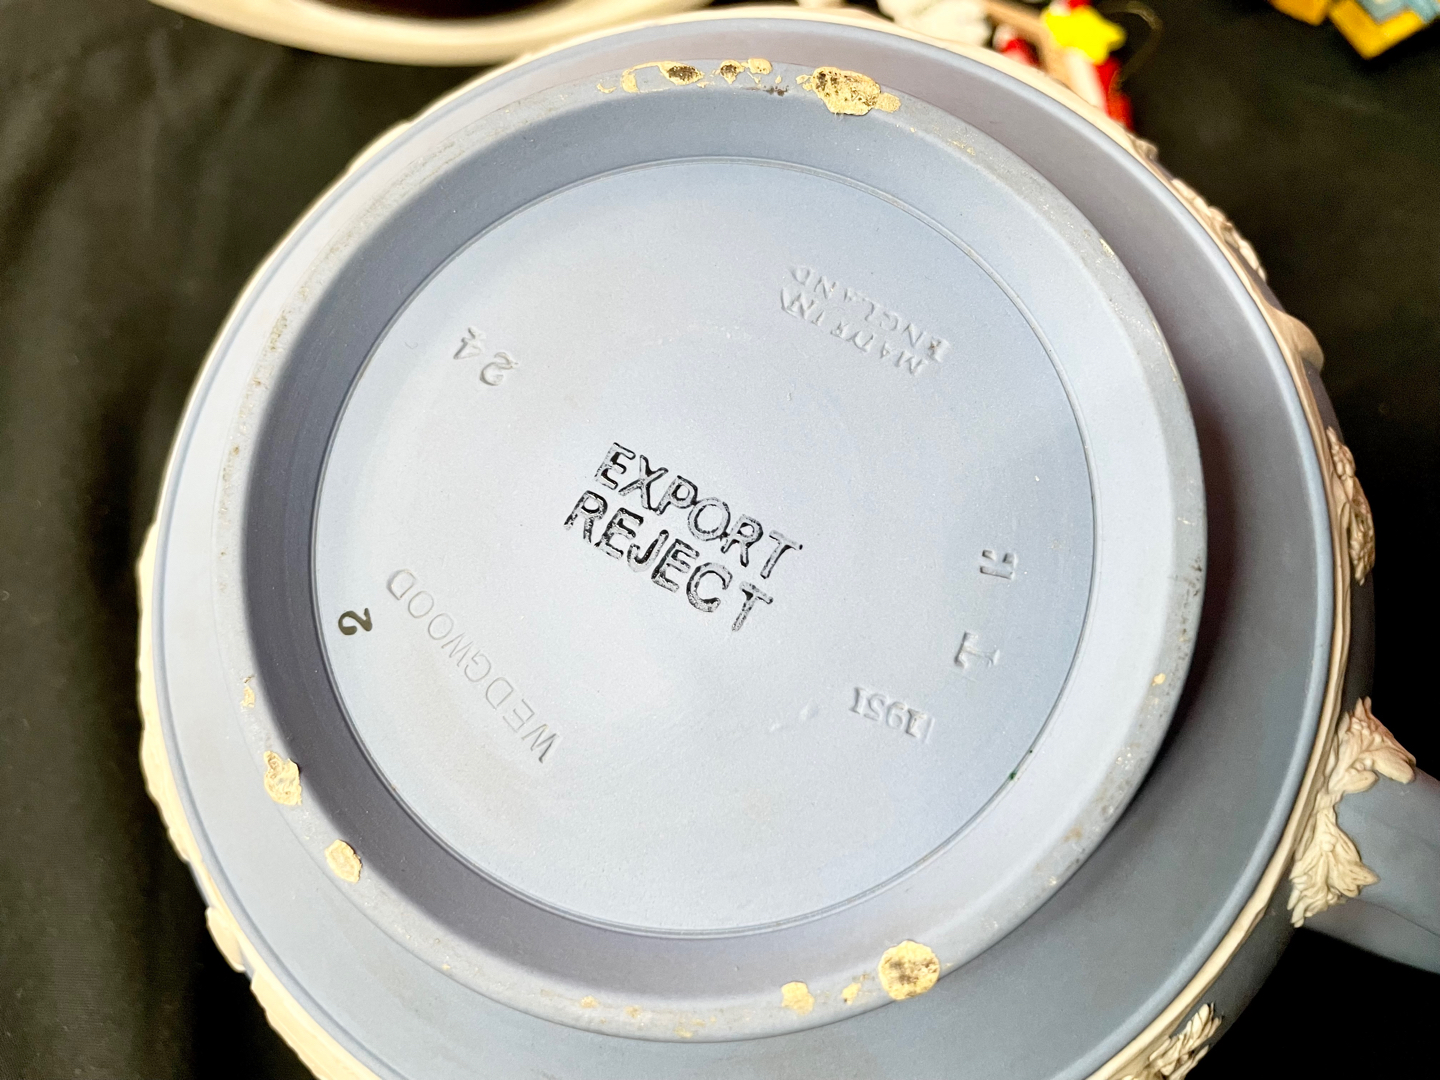 EXPORT
REJECT
MADE IN
ENGLAND
24
2
WEDGWOOD
1951
T